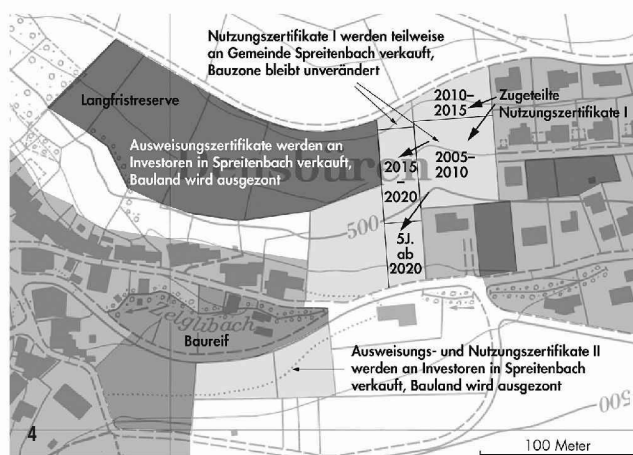 Nutzungszertifikate I werden teilweise
an Gemeinde Spreitenbach verkauft,
Bauzone bleibt unverändert
Langfristreserve
2010–
2015
Zugeteilte
Nutzungszertifikate I
Ausweisungszertifikate werden an
Investoren in Spreitenbach verkauft,
Bauland wird ausgezont
2015
–
2020
2005–
2010
500
5J.
ab
2020
Zelglibach
Baureif
Ausweisungs- und Nutzungszertifikate II
werden an Investoren in Spreitenbach
verkauft, Bauland wird ausgezont
500
4
100 Meter